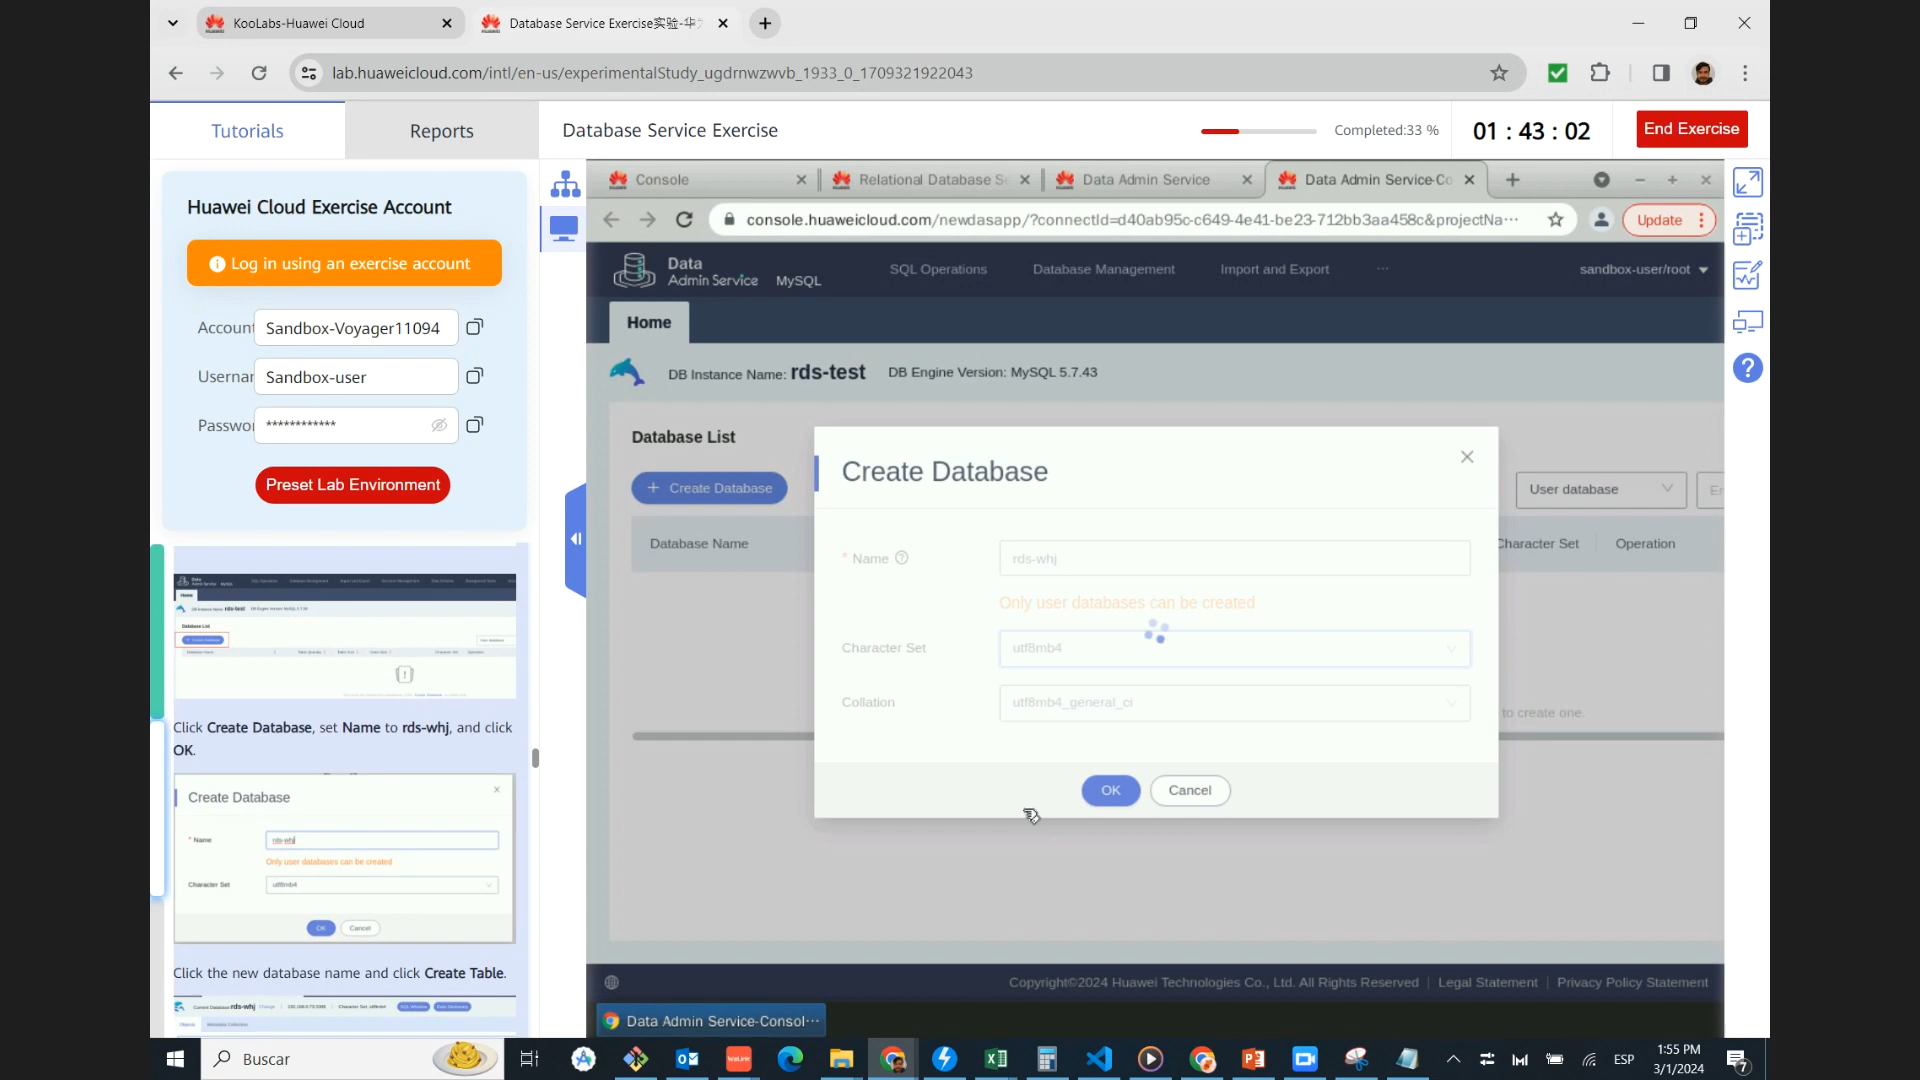 KooLabs-Huawei Cloud
Database Service Exercise实验-华
lab.huaweicloud.com/intl/en-us/experimentalStudy_ugdrnwzwvb_1933_0_1709321922043
Tutorials
Reports
Database Service Exercise
Completed:33 %
01 : 43 : 02
End Exercise
Huawei Cloud Exercise Account
Log in using an exercise account
Account
Sandbox-Voyager11094
Usernar
Sandbox-user
Passwo
************
Preset Lab Environment
Database List
Click Create Database, set Name to rds-whj, and click
OK.
Create Database
* Name
rds-whj
Only user databases can be created
Character Set
utf8mb4
OK
Cancel
Click the new database name and click Create Table.
Console
Relational Database S
Data Admin Service
Data Admin Service-Co
console.huaweicloud.com/newdasapp/?connectId=d40ab95c-c649-4e41-be23-712bb3aa458c&projectNa···
Update
Data
Admin Service
MySQL
SQL Operations
Database Management
Import and Export
···
sandbox-user/root
Home
DB Instance Name: rds-test
DB Engine Version: MySQL 5.7.43
Database List
+ Create Database
User database
En
Database Name
Character Set
Operation
to create one.
Create Database
* Name
rds-whj
Only user databases can be created
Character Set
utf8mb4
Collation
utf8mb4_general_ci
OK
Cancel
Copyright©2024 Huawei Technologies Co., Ltd. All Rights Reserved | Legal Statement | Privacy Policy Statement
Data Admin Service-Consol···
Buscar
WeLink
ESP
1:55 PM
3/1/2024
7